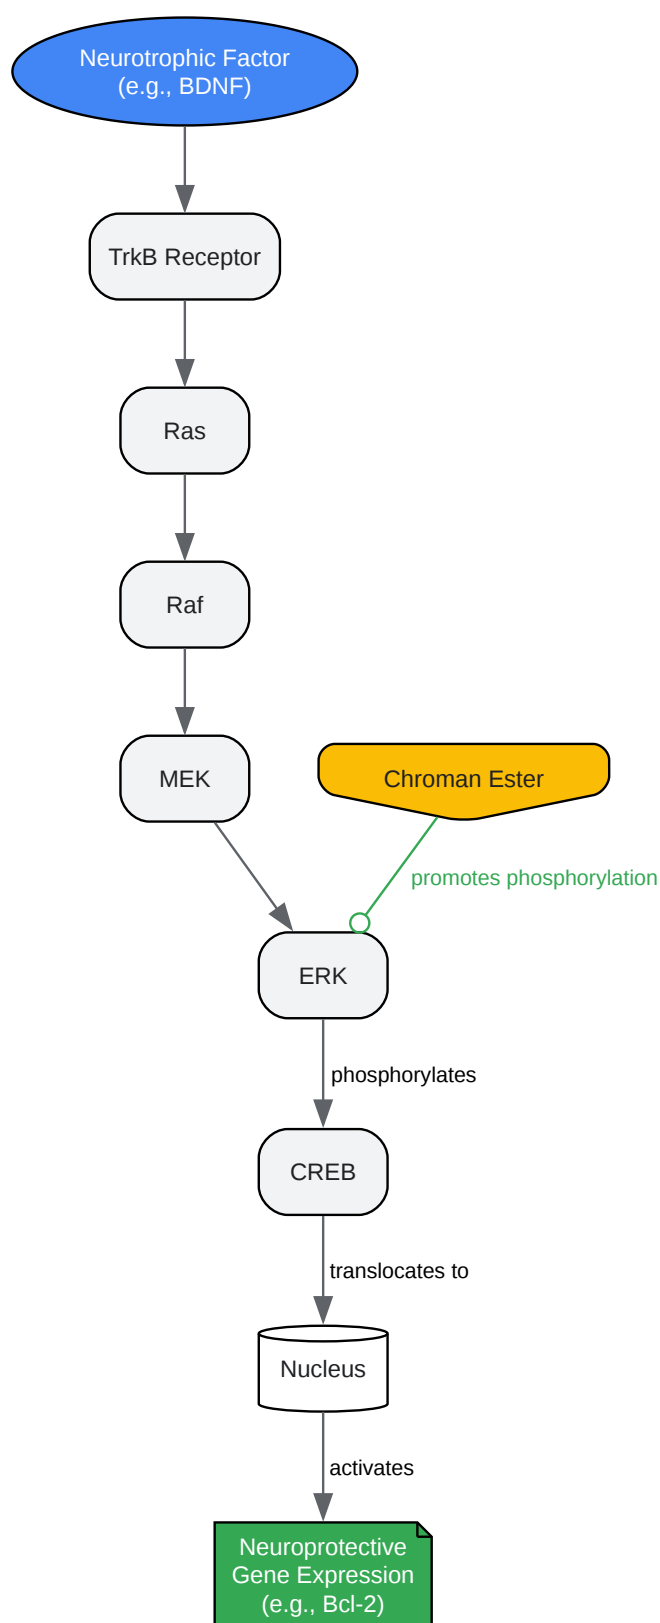 Neurotrophic Factor
(e.g., BDNF)
TrkB Receptor
Ras
Raf
MEK
Chroman Ester
promotes phosphorylation
ERK
phosphorylates
CREB
translocates to
Nucleus
activates
Neuroprotective
Gene Expression
(e.g., Bcl-2)